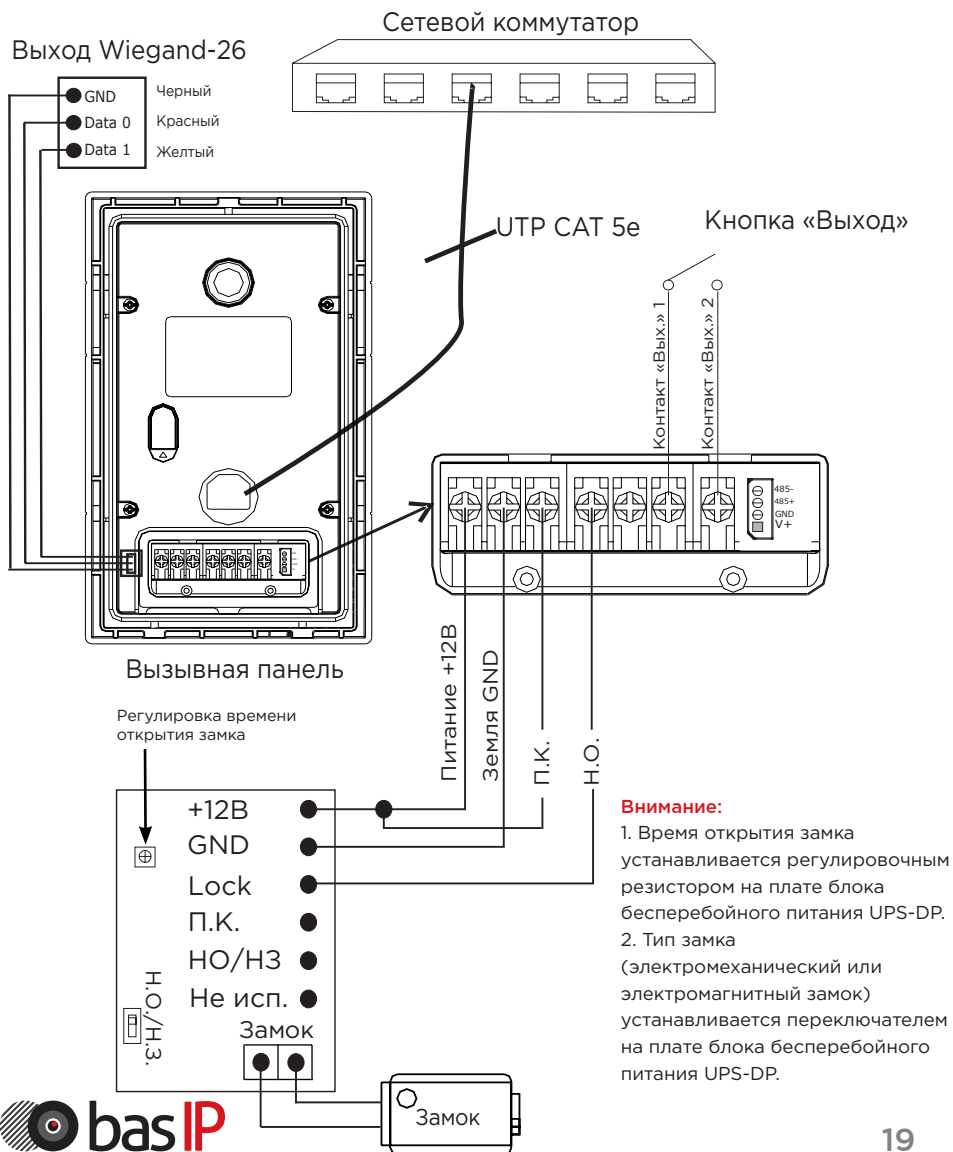 Сетевой коммутатор
Выход Wiegand-26
GND
Черный
Data 0
Красный
Data 1
Желтый
UTP CAT 5e
Кнопка «Выход»
Контакт «Вых.» 1
Контакт «Вых.» 2
485-
485+
GND
V+
Вызывная панель
Питание +12В
Земля GND
П.К.
Н.О.
Регулировка времени
открытия замка
+12В
GND
Lock
П.К.
НО/НЗ
Не исп.
Н.О./Н.З.
Замок
Замок
Внимание:
1. Время открытия замка
устанавливается регулировочным
резистором на плате блока
бесперебойного питания UPS-DP.
2. Тип замка
(электромеханический или
электромагнитный замок)
устанавливается переключателем
на плате блока бесперебойного
питания UPS-DP.
bas IP
19